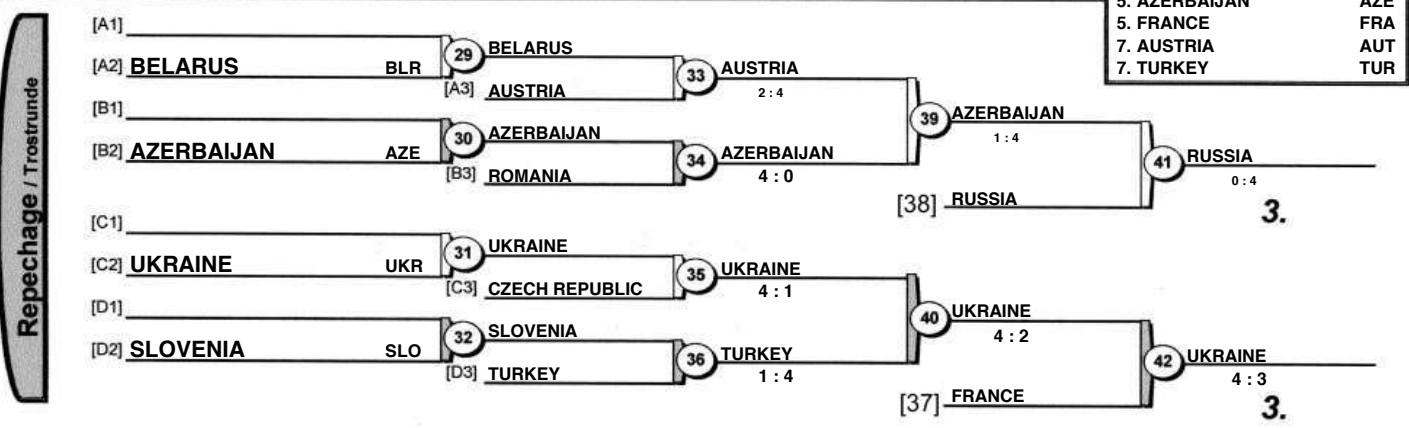 5. AZERBAIJAN AZE
5. FRANCE FRA
7. AUSTRIA AUT
7. TURKEY TUR
Repechage / Trostrunde
[A1]
[A2] BELARUS BLR
29 BELARUS
[A3] AUSTRIA
33 AUSTRIA
2 : 4
[B1]
[B2] AZERBAIJAN AZE
30 AZERBAIJAN
[B3] ROMANIA
34 AZERBAIJAN
4 : 0
39 AZERBAIJAN
1 : 4
[38] RUSSIA
41 RUSSIA
0 : 4
3.
[C1]
[C2] UKRAINE UKR
31 UKRAINE
[C3] CZECH REPUBLIC
35 UKRAINE
4 : 1
[D1]
[D2] SLOVENIA SLO
32 SLOVENIA
[D3] TURKEY
36 TURKEY
1 : 4
40 UKRAINE
4 : 2
[37] FRANCE
42 UKRAINE
4 : 3
3.